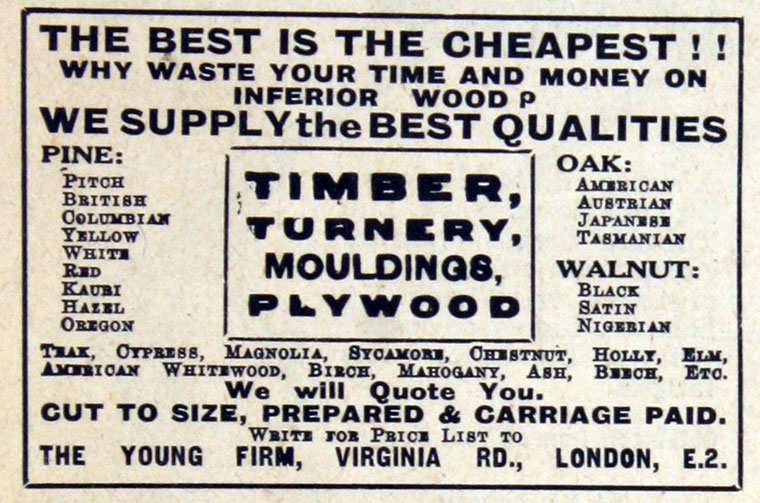 THE BEST IS THE CHEAPEST ! !
WHY WASTE YOUR TIME AND MONEY ON
INFERIOR WOOD P
WE SUPPLY the BEST QUALITIES
PINE:
PITCH
BRITISH
COLUMBIAN
YELLOW
WHITE
RED
KAURI
HAZEL
OREGON
TIMBER,
TURNERY,
MOULDINGS,
PLYWOOD
OAK:
AMERICAN
AUSTRIAN
JAPANESE
TASMANIAN
WALNUT:
BLACK
SATIN
NIGERIAN
TEAK, CYPRESS, MAGNOLIA, SYCAMORE, CHESTNUT, HOLLY, ELM,
AMERICAN WHITEWOOD, BIRCH, MAHOGANY, ASH, BEECH, ETC.
We will Quote You.
CUT TO SIZE, PREPARED & CARRIAGE PAID.
WRITE FOR PRICE LIST TO
THE YOUNG FIRM, VIRGINIA RD., LONDON, E.2.